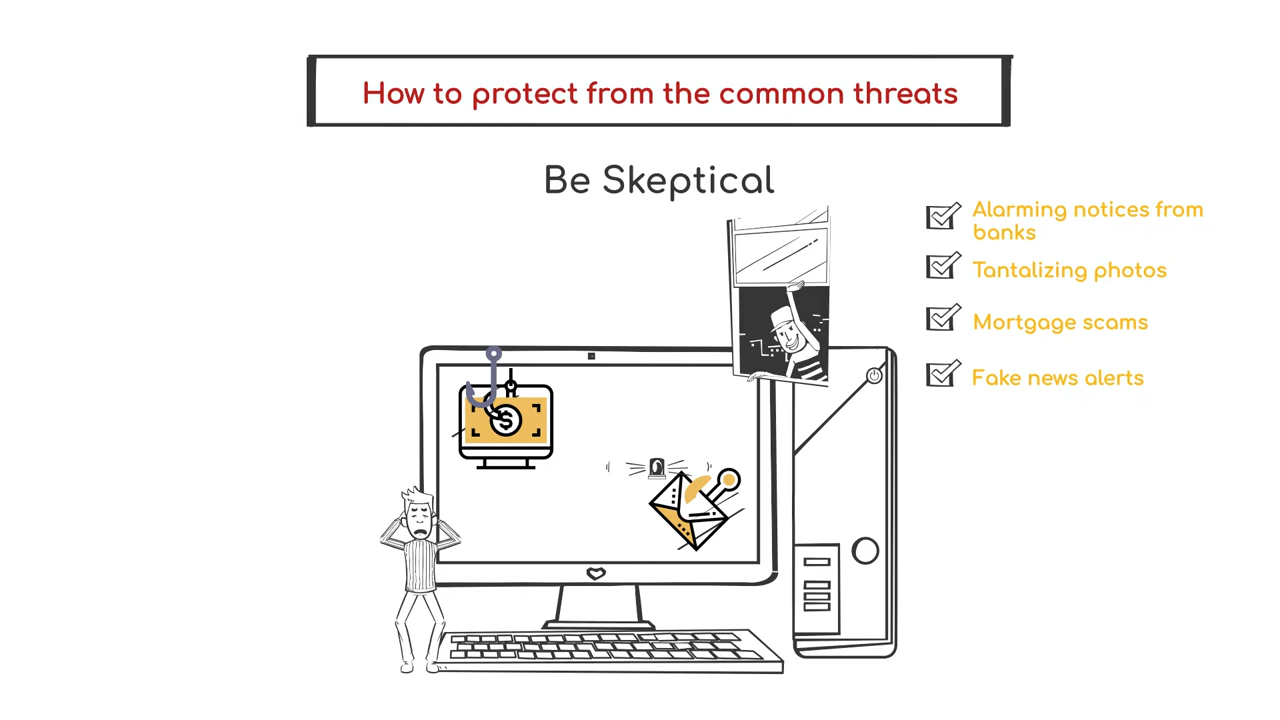 How to protect from the common threats
Be Skeptical
Alarming notices from
banks
Tantalizing photos
Mortgage scams
Fake news alerts
$